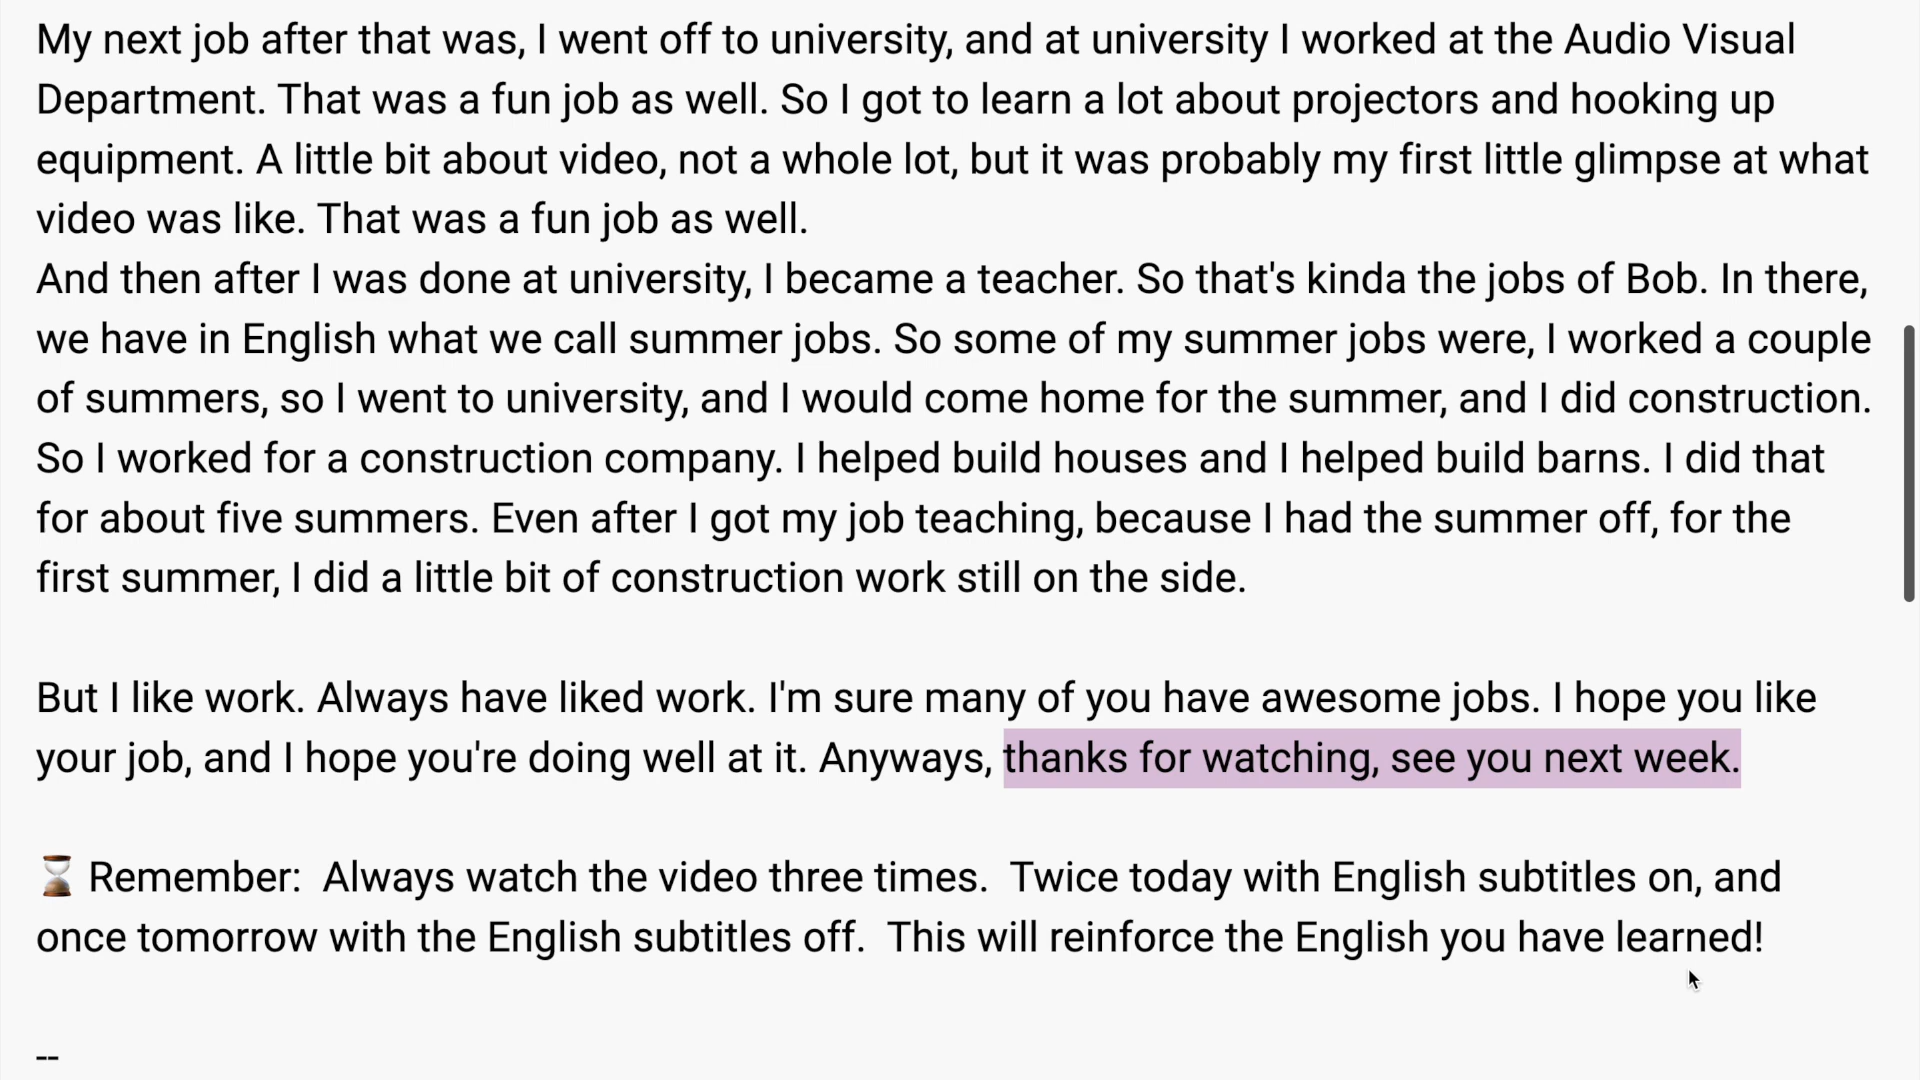 My next job after that was, I went off to university, and at university I worked at the Audio Visual
Department. That was a fun job as well. So I got to learn a lot about projectors and hooking up
equipment. A little bit about video, not a whole lot, but it was probably my first little glimpse at what
video was like. That was a fun job as well.
And then after I was done at university, I became a teacher. So that's kinda the jobs of Bob. In there,
we have in English what we call summer jobs. So some of my summer jobs were, I worked a couple
of summers, so I went to university, and I would come home for the summer, and I did construction.
So I worked for a construction company. I helped build houses and I helped build barns. I did that
for about five summers. Even after I got my job teaching, because I had the summer off, for the
first summer, I did a little bit of construction work still on the side.
But I like work. Always have liked work. I'm sure many of you have awesome jobs. I hope you like
your job, and I hope you're doing well at it. Anyways, thanks for watching, see you next week.
⌛ Remember:  Always watch the video three times.  Twice today with English subtitles on, and
once tomorrow with the English subtitles off.  This will reinforce the English you have learned!
--